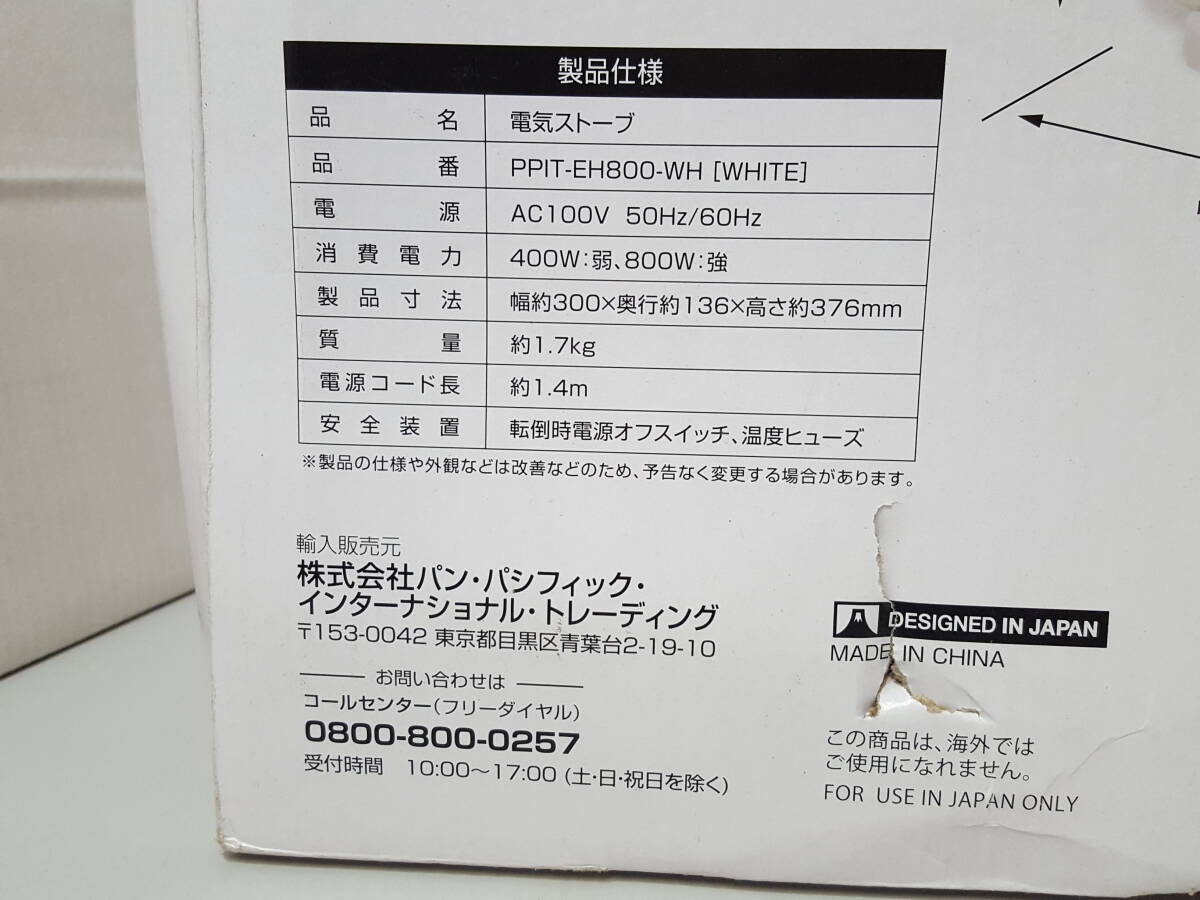 製品仕様
品名 電気ストーブ
品番 PPIT-EH800-WH [WHITE]
電源 AC100V 50Hz/60Hz
消費電力 400W:弱、800W:強
製品寸法 幅約300×奥行約136×高さ約376mm
質量 約1.7kg
電源コード長 約1.4m
安全装置 転倒時電源オフスイッチ、温度ヒューズ
※製品の仕様や外観などは改善などのため、予告なく変更する場合があります。
輸入販売元
株式会社パン・パシフィック・
インターナショナル・トレーディング
〒153-0042 東京都目黒区青葉台2-19-10
お問い合わせは
コールセンター(フリーダイヤル)
0800-800-0257
受付時間 10:00〜17:00 (土・日・祝日を除く)
DESIGNED IN JAPAN
MADE IN CHINA
この商品は、海外では
ご使用になれません。
FOR USE IN JAPAN ONLY